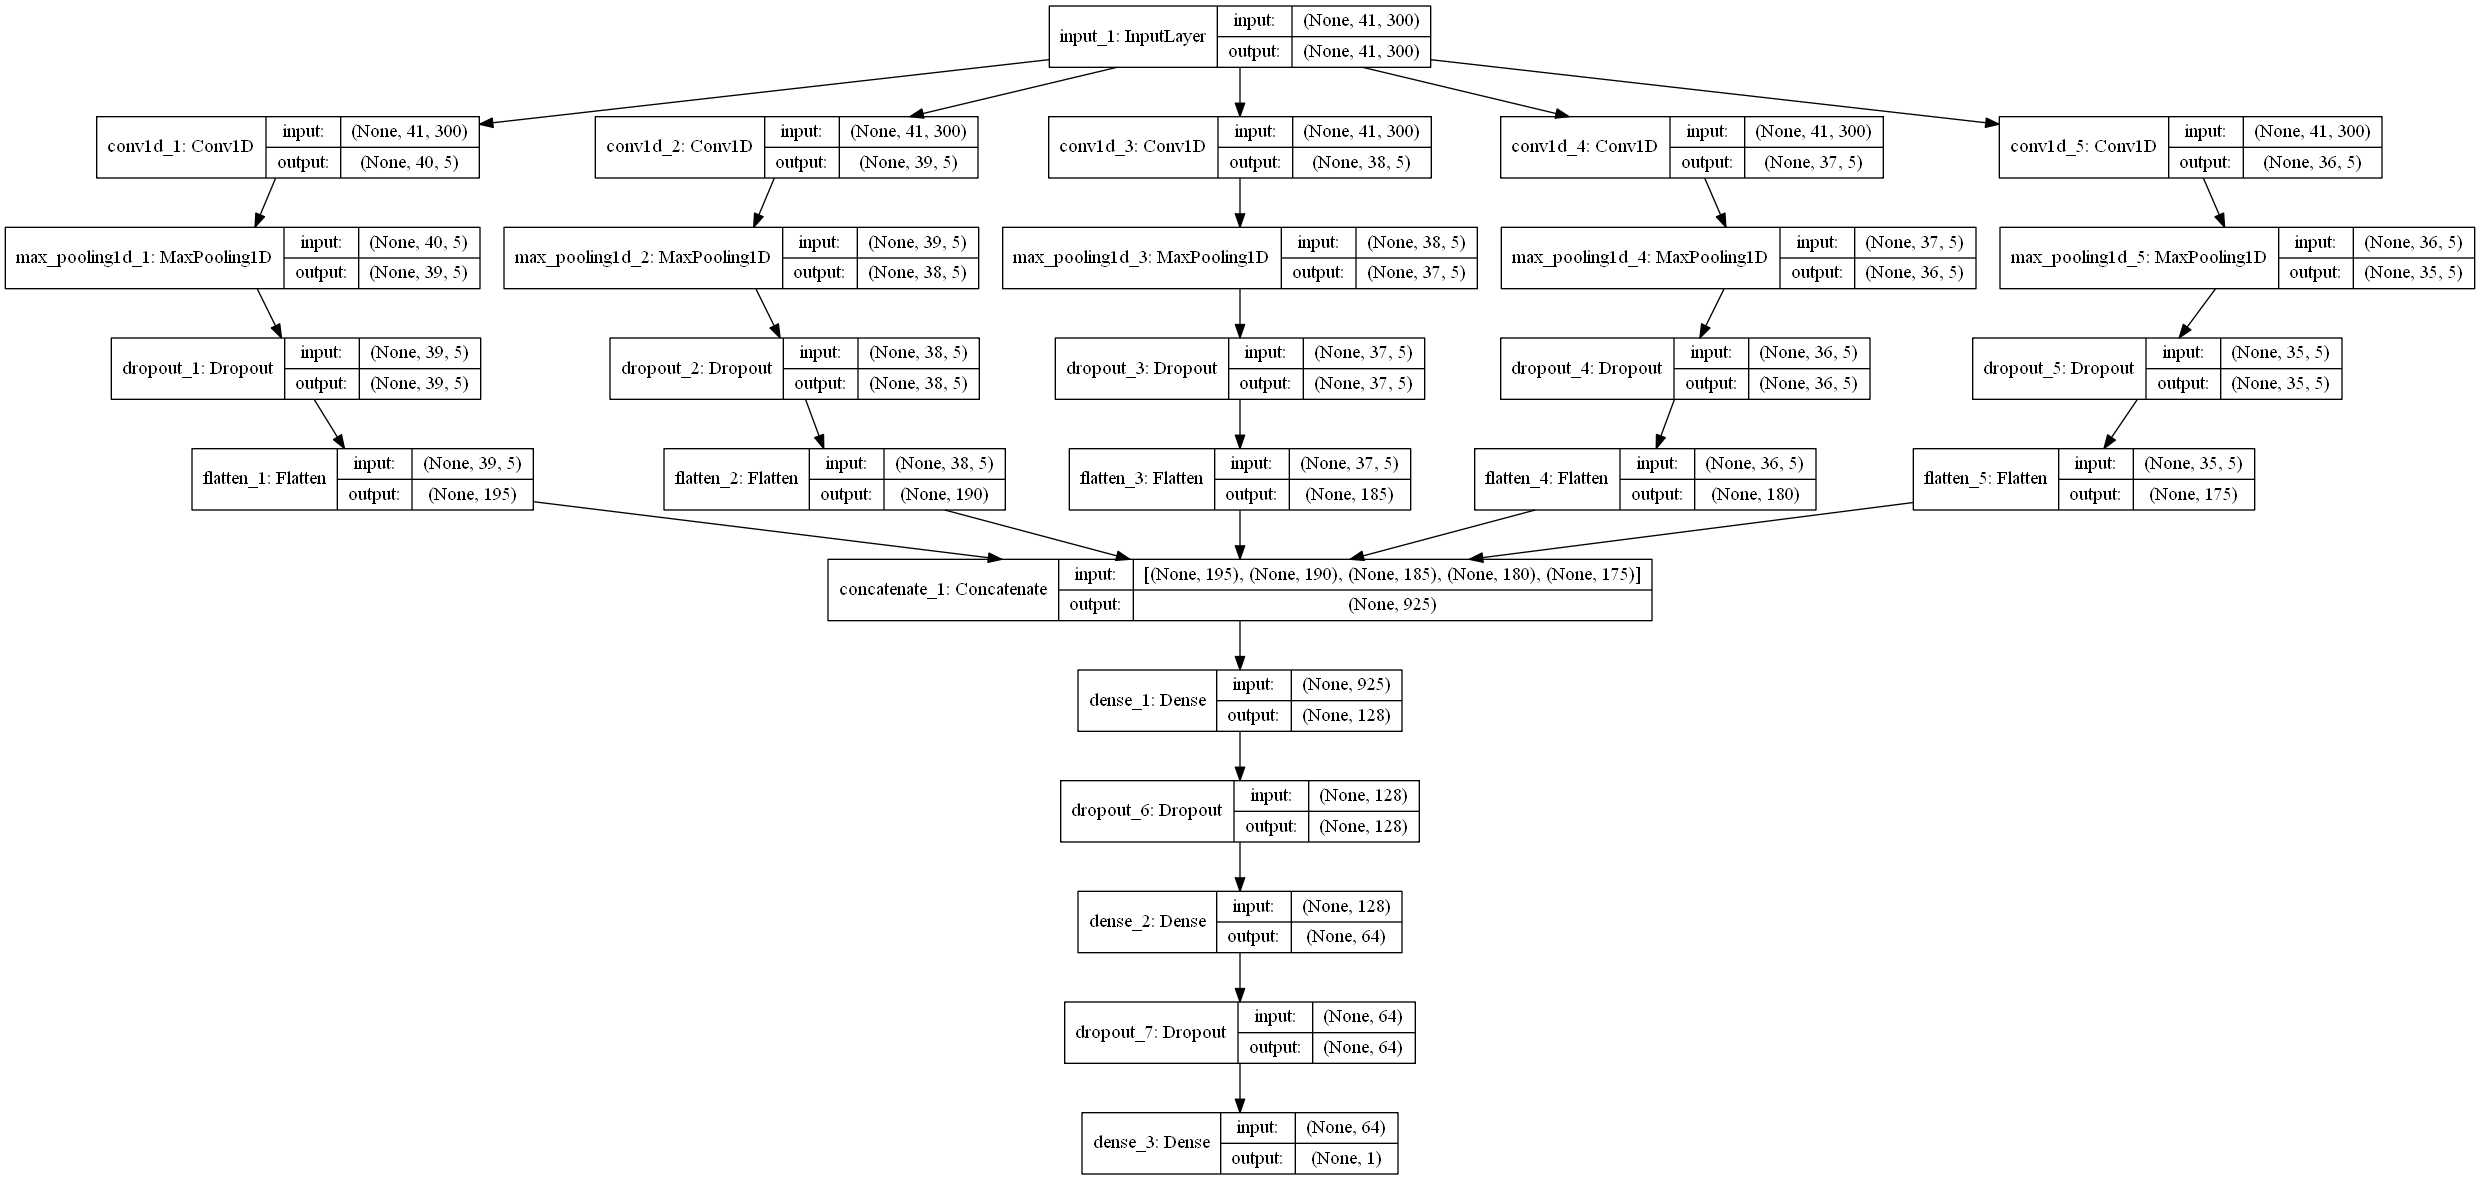 input_1: InputLayer
input: (None, 41, 300)
output: (None, 41, 300)
conv1d_1: Conv1D
input: (None, 41, 300)
output: (None, 40, 5)
conv1d_2: Conv1D
input: (None, 41, 300)
output: (None, 39, 5)
conv1d_3: Conv1D
input: (None, 41, 300)
output: (None, 38, 5)
conv1d_4: Conv1D
input: (None, 41, 300)
output: (None, 37, 5)
conv1d_5: Conv1D
input: (None, 41, 300)
output: (None, 36, 5)
max_pooling1d_1: MaxPooling1D
input: (None, 40, 5)
output: (None, 39, 5)
max_pooling1d_2: MaxPooling1D
input: (None, 39, 5)
output: (None, 38, 5)
max_pooling1d_3: MaxPooling1D
input: (None, 38, 5)
output: (None, 37, 5)
max_pooling1d_4: MaxPooling1D
input: (None, 37, 5)
output: (None, 36, 5)
max_pooling1d_5: MaxPooling1D
input: (None, 36, 5)
output: (None, 35, 5)
dropout_1: Dropout
input: (None, 39, 5)
output: (None, 39, 5)
dropout_2: Dropout
input: (None, 38, 5)
output: (None, 38, 5)
dropout_3: Dropout
input: (None, 37, 5)
output: (None, 37, 5)
dropout_4: Dropout
input: (None, 36, 5)
output: (None, 36, 5)
dropout_5: Dropout
input: (None, 35, 5)
output: (None, 35, 5)
flatten_1: Flatten
input: (None, 39, 5)
output: (None, 195)
flatten_2: Flatten
input: (None, 38, 5)
output: (None, 190)
flatten_3: Flatten
input: (None, 37, 5)
output: (None, 185)
flatten_4: Flatten
input: (None, 36, 5)
output: (None, 180)
flatten_5: Flatten
input: (None, 35, 5)
output: (None, 175)
concatenate_1: Concatenate
input: [(None, 195), (None, 190), (None, 185), (None, 180), (None, 175)]
output: (None, 925)
dense_1: Dense
input: (None, 925)
output: (None, 128)
dropout_6: Dropout
input: (None, 128)
output: (None, 128)
dense_2: Dense
input: (None, 128)
output: (None, 64)
dropout_7: Dropout
input: (None, 64)
output: (None, 64)
dense_3: Dense
input: (None, 64)
output: (None, 1)